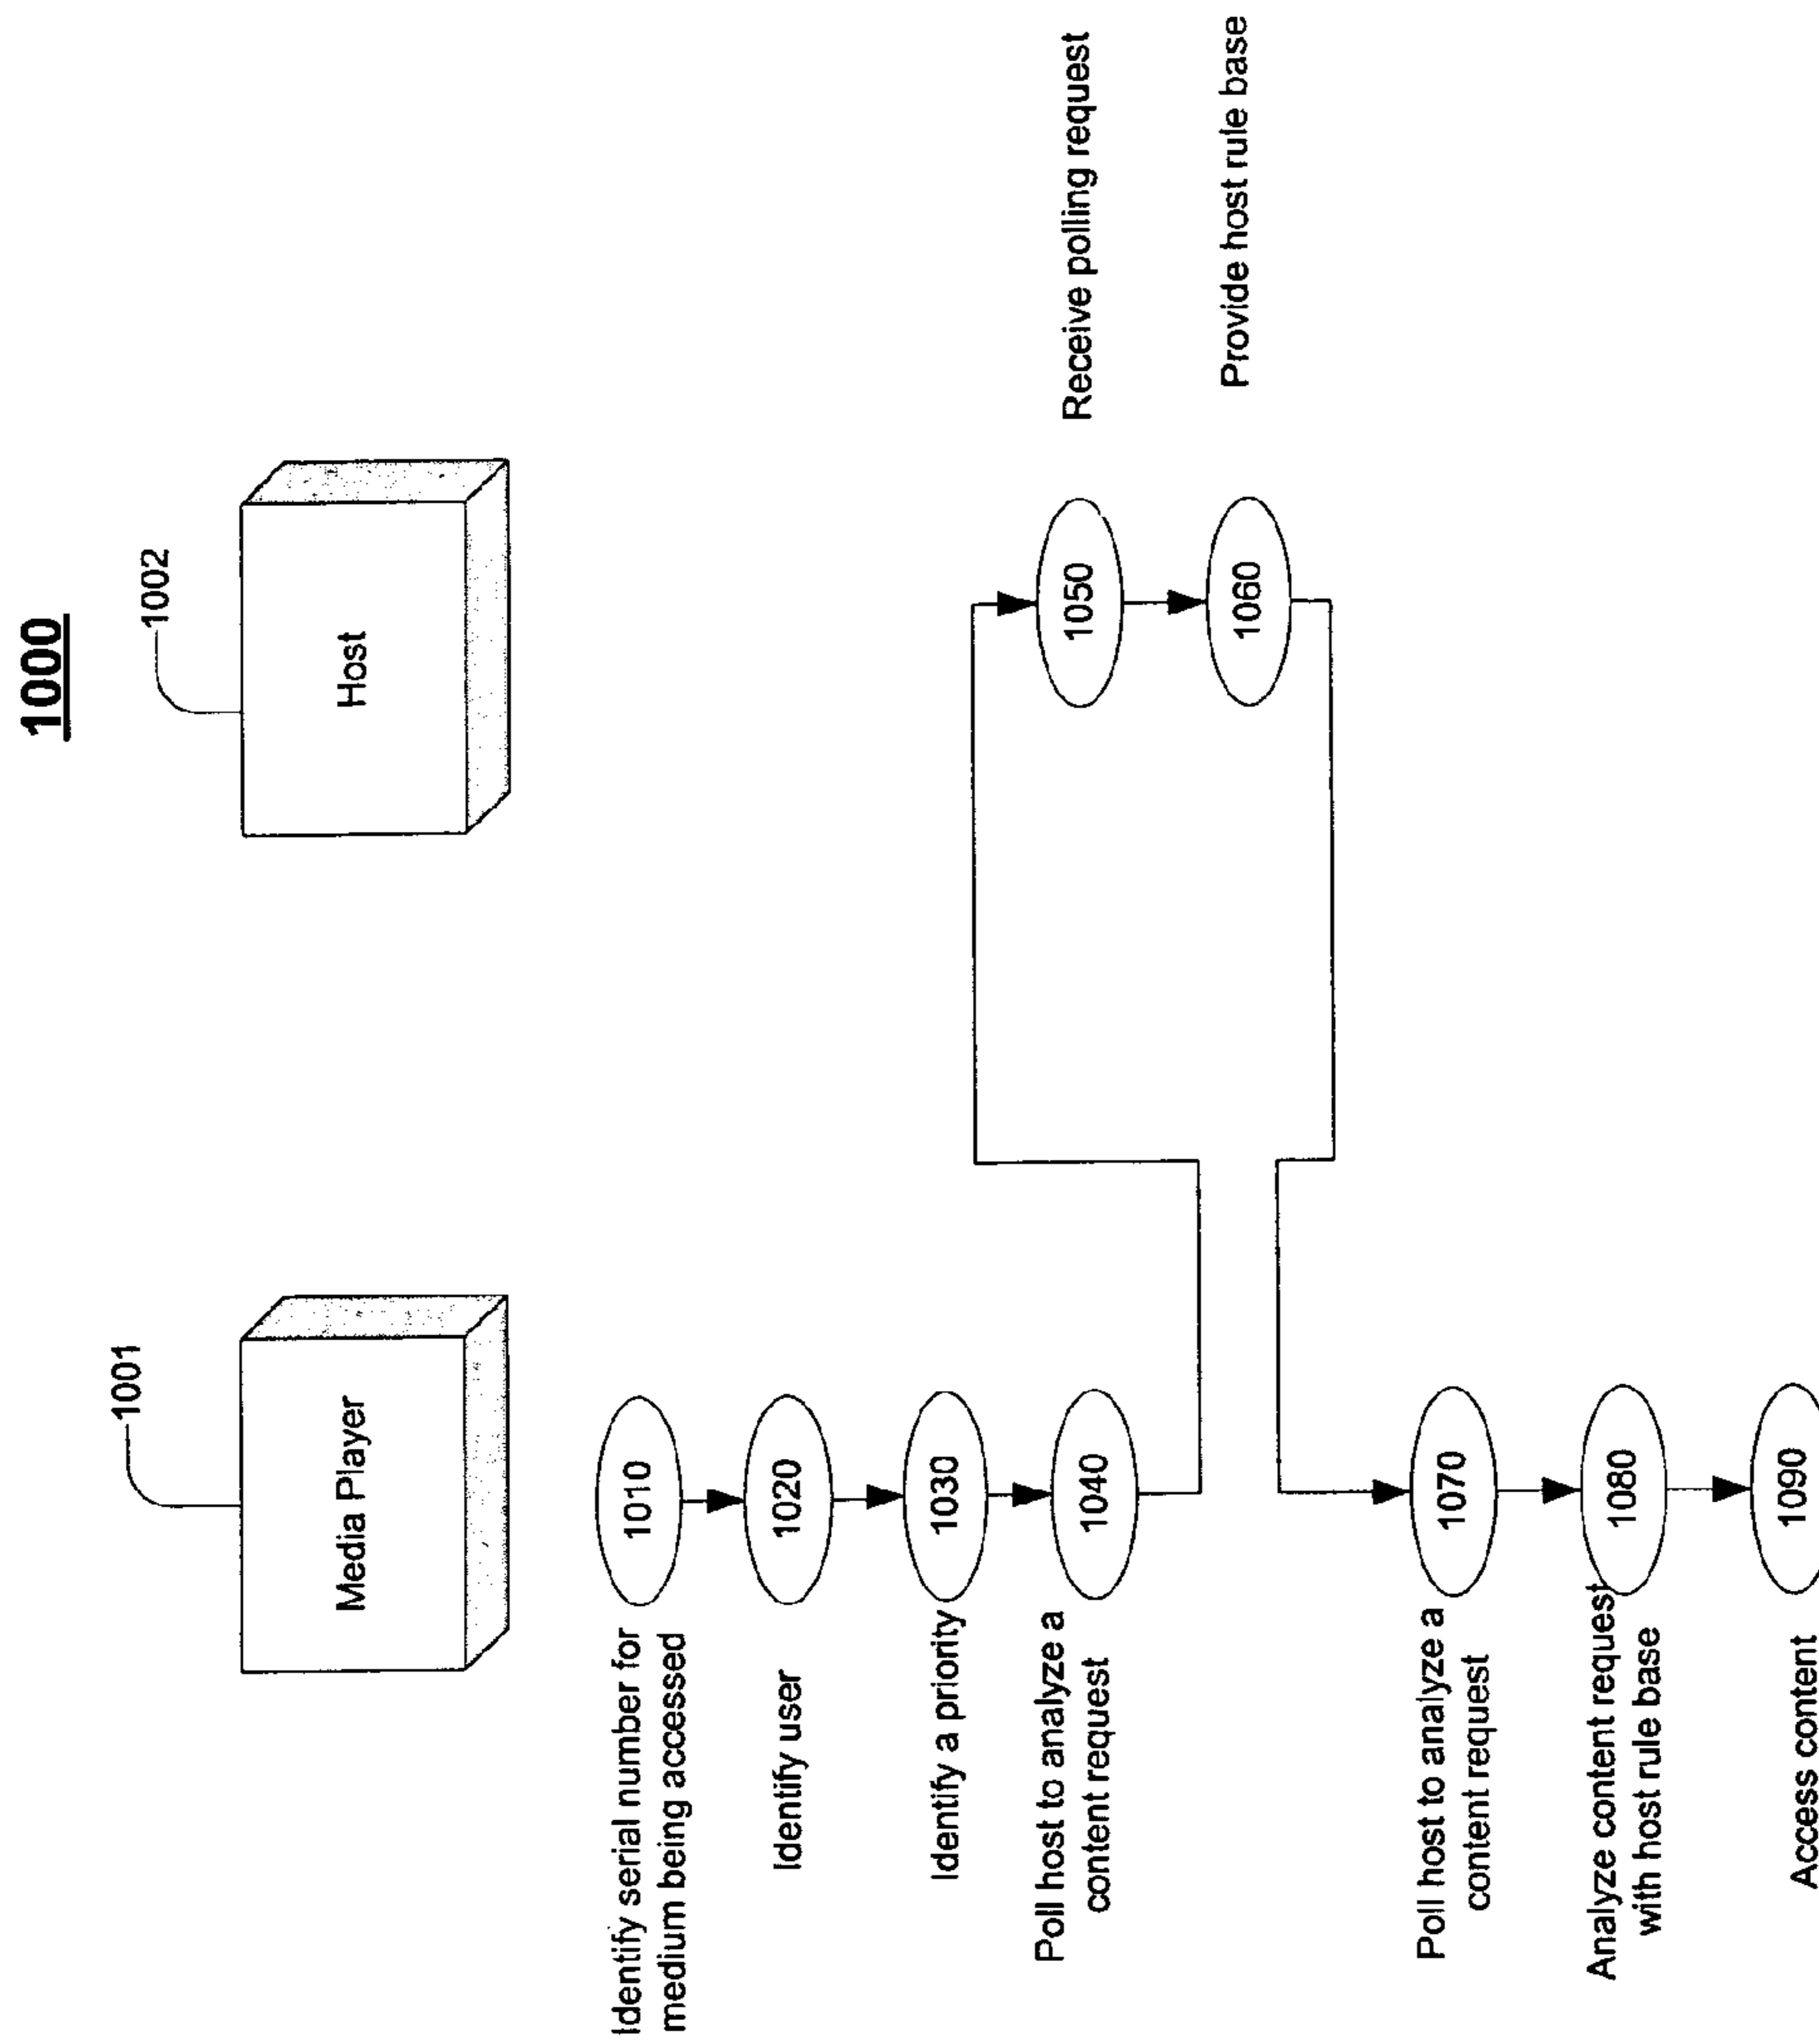 1000
1001
1002
Media Player
Host
Identify serial number for
medium being accessed
1010
Identify user
1020
Identify a priority
1030
Poll host to analyze a
content request
1040
1050
Receive polling request
1060
Provide host rule base
Poll host to analyze a
content request
1070
Analyze content request
with host rule base
1080
Access content
1090